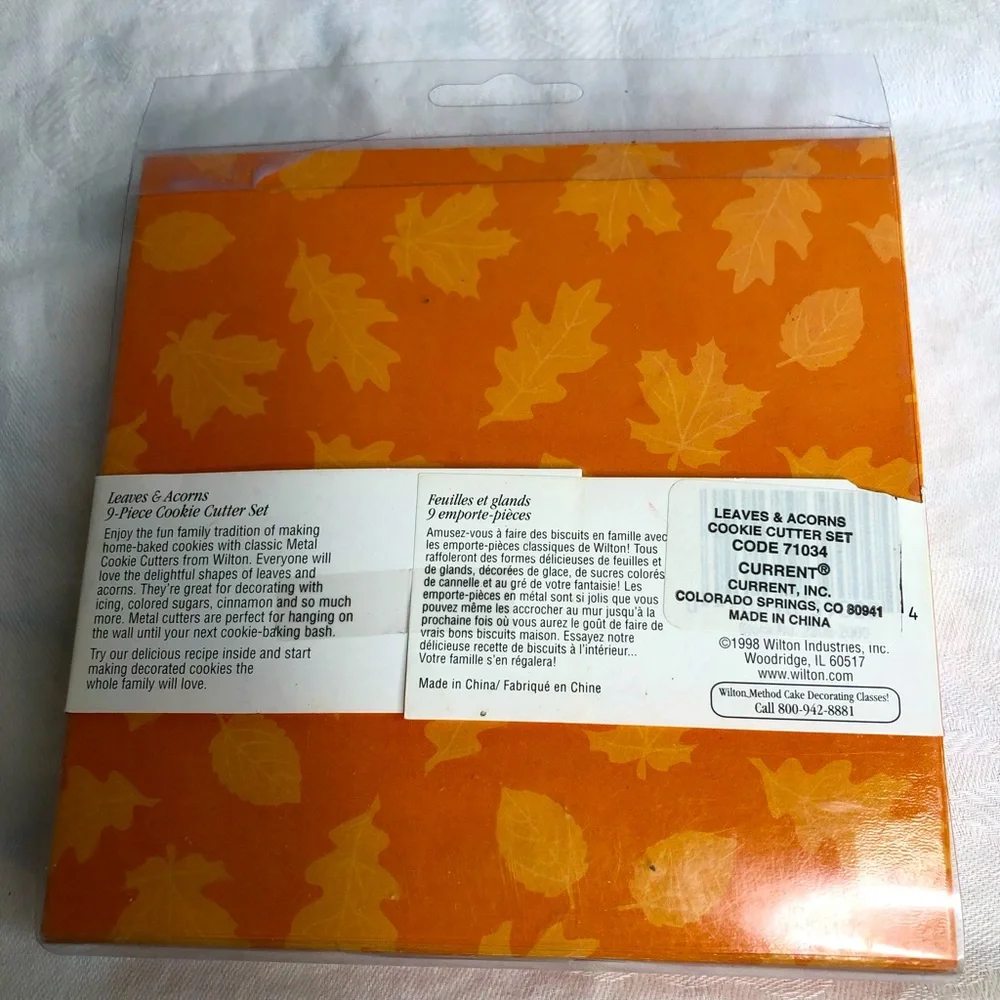 Leaves & Acorns
9-Piece Cookie Cutter Set
Enjoy the fun family tradition of making
home-baked cookies with classic Metal
Cookie Cutters from Wilton. Everyone will
love the delightful shapes of leaves and
acorns. They're great for decorating with
icing, colored sugars, cinnamon and so much
more. Metal cutters are perfect for hanging on
the wall until your next cookie-baking bash.
Try our delicious recipe inside and start
making decorated cookies the
whole family will love.
Feuilles et glands
9 emporte-pièces
Amusez-vous à faire des biscuits en famille avec
les emporte-pièces classiques de Wilton! Tous
raffoleront des formes délicieuses de feuilles et
de glands, décorées de glace, de sucres colorés
de cannelle et au gré de votre fantaisie! Les
emporte-pièces en métal sont si jolis que vous
pouvez même les accrocher au mur jusqu'à la
prochaine fois où vous aurez le goût de faire de
vrais bons biscuits maison. Essayez notre
délicieuse recette de biscuits à l'intérieur...
Votre famille s'en régalera!
Made in China/ Fabriqué en Chine
LEAVES & ACORNS
COOKIE CUTTER SET
CODE 71034
CURRENT®
CURRENT, INC.
COLORADO SPRINGS, CO 80941
MADE IN CHINA
4
©1998 Wilton Industries, Inc.
Woodridge, IL 60517
www.wilton.com
Wilton Method Cake Decorating Classes!
Call 800-942-8881